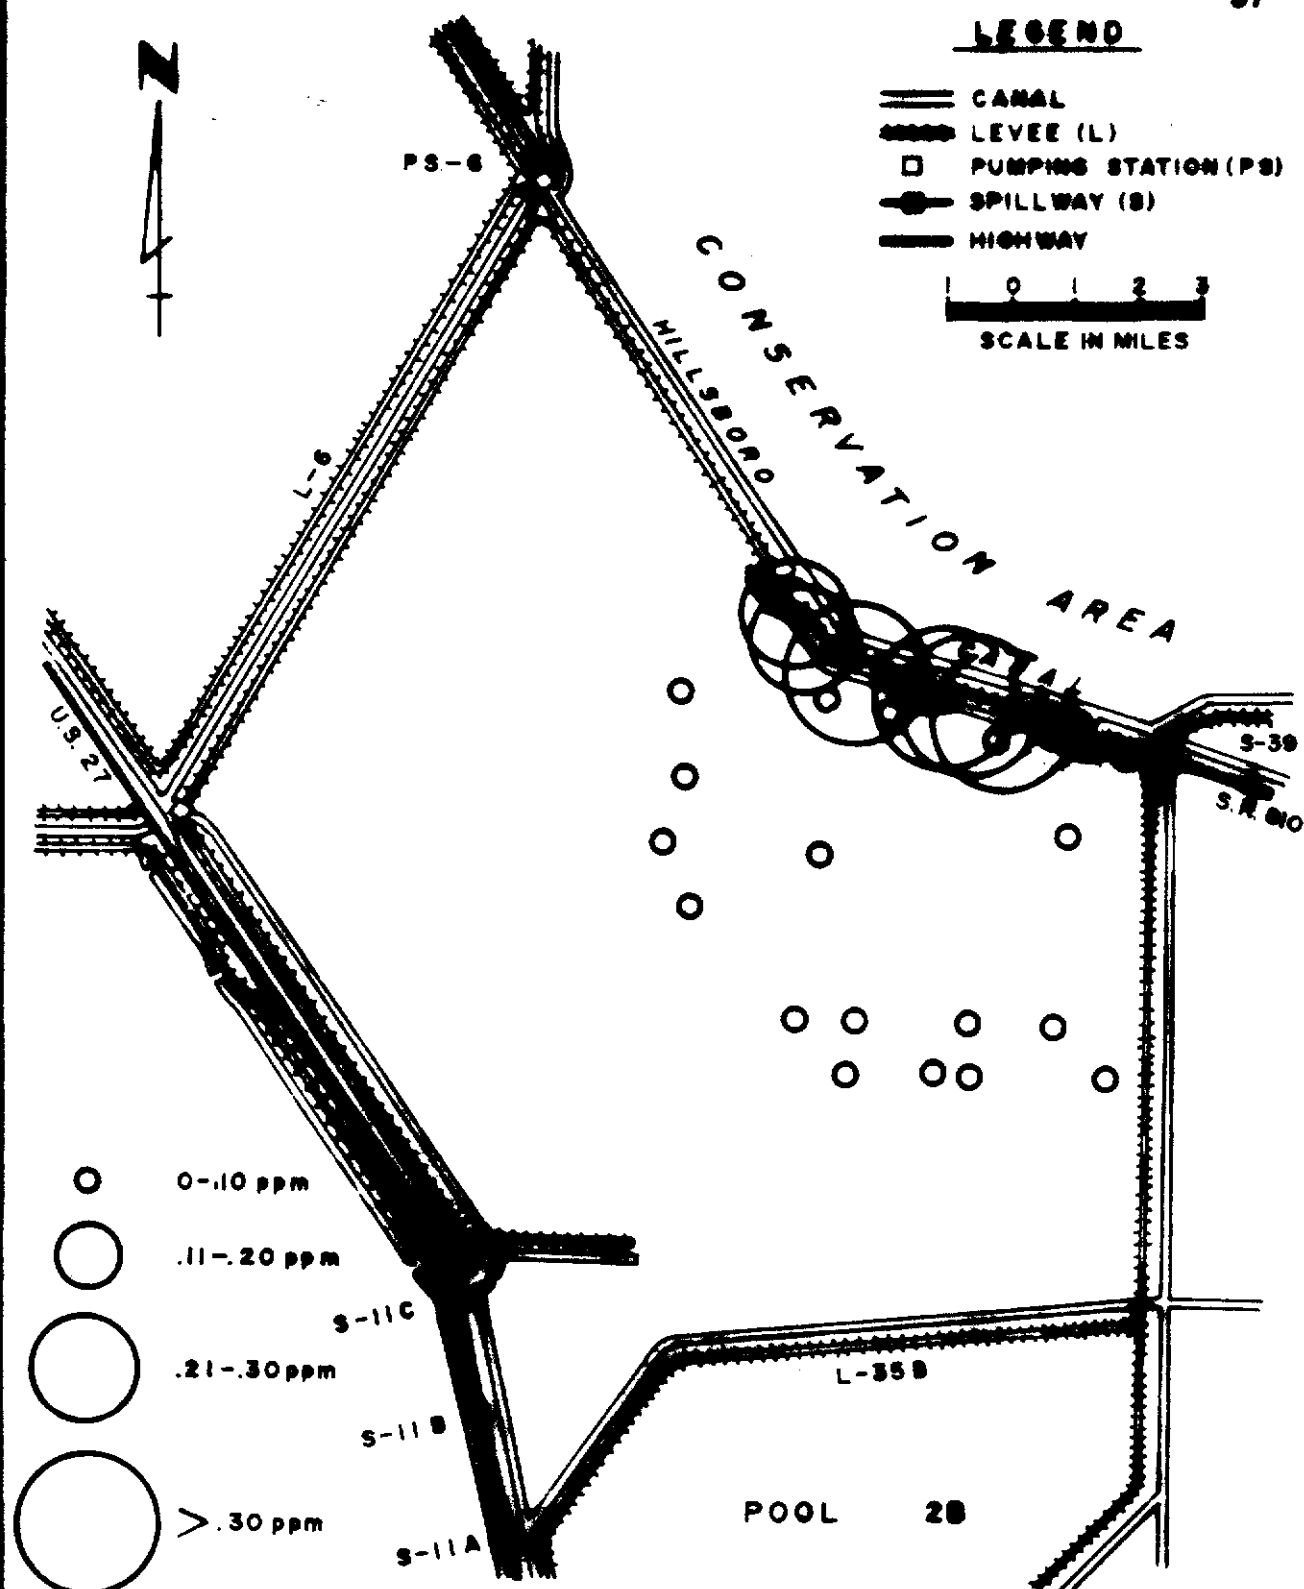 LEGEND
CANAL
LEVEE (L)
PUMPING STATION (PS)
SPILLWAY (S)
HIGHWAY
1 0 1 2 3
SCALE IN MILES
N
PS-6
CONSERVATION AREA
HILLSBORO
CANAL
L-6
U.S. 27
S-39
S.R. 810
0-.10 ppm
.11-.20 ppm
.21-.30 ppm
>.30 ppm
S-11C
S-11B
S-11A
L-35B
POOL 2B